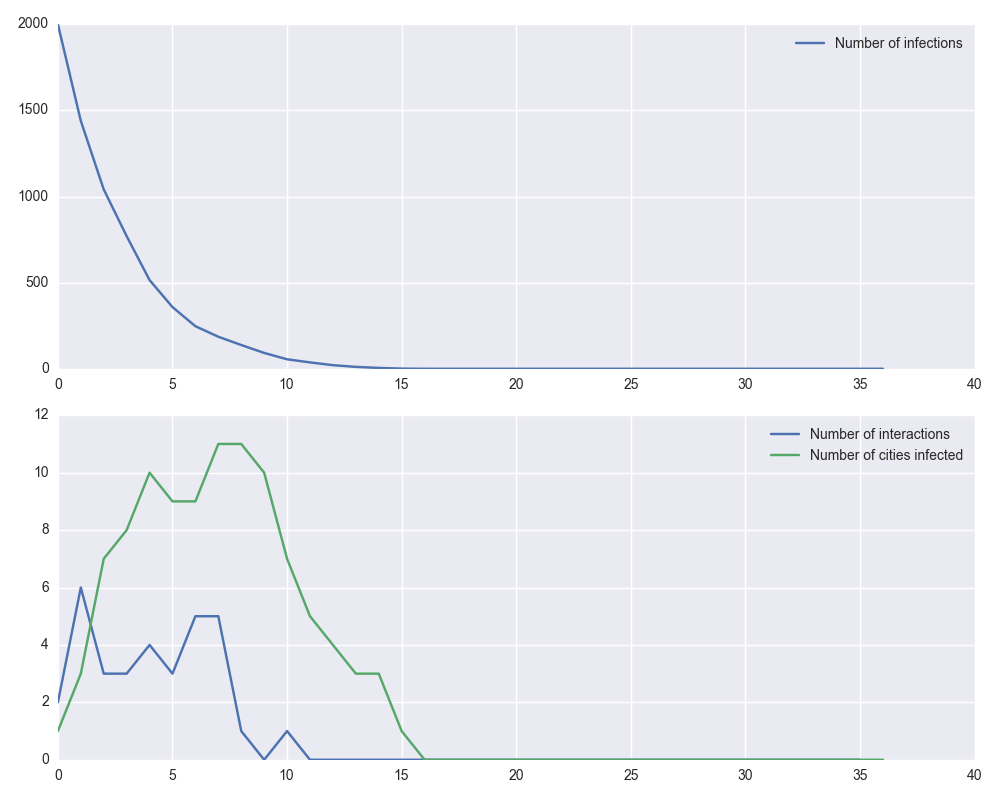 2000
Number of infections
1500
1000
500
0
0 5 10 15 20 25 30 35 40
12
Number of interactions
Number of cities infected
10
8
6
4
2
0
0 5 10 15 20 25 30 35 40